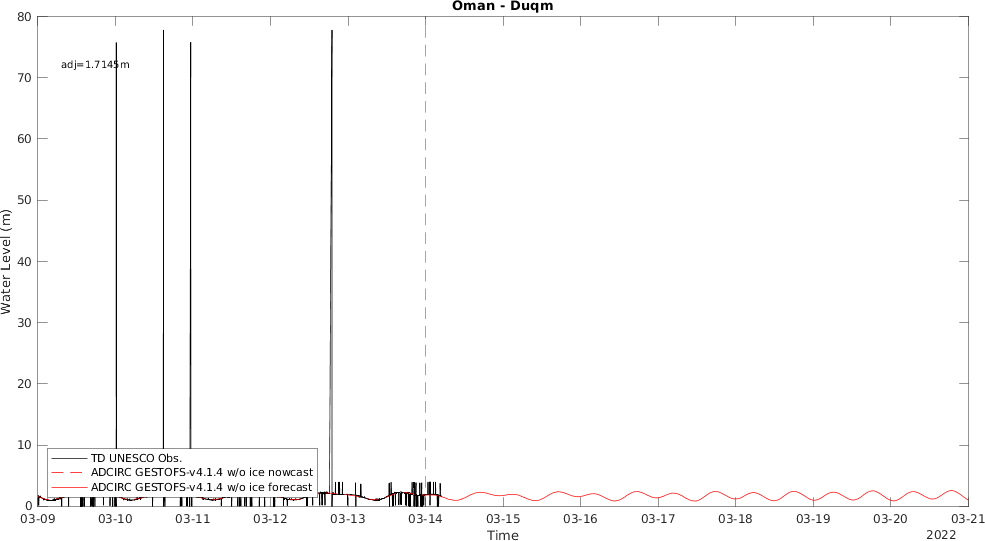 Oman - Duqm
80
70
60
50
40
30
20
10
0
Water Level (m)
adj=1.7145m
TD UNESCO Obs.
ADCIRC GESTOFS-v4.1.4 w/o ice nowcast
ADCIRC GESTOFS-v4.1.4 w/o ice forecast
03-09 03-10 03-11 03-12 03-13 03-14 03-15 03-16 03-17 03-18 03-19 03-20 03-21
Time
2022